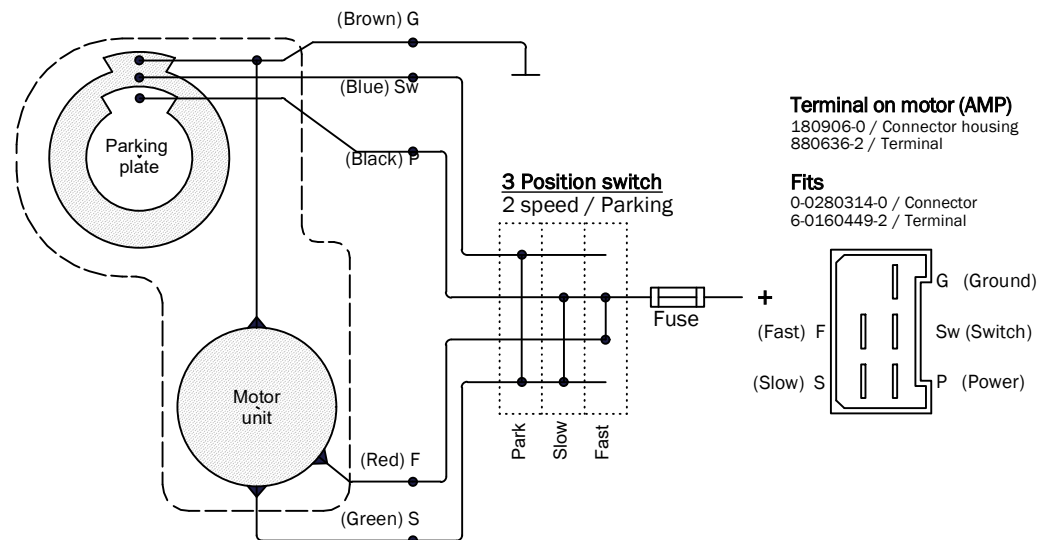 (Brown) G
(Blue) Sw
(Black) P
Parking
plate
3 Position switch
2 speed / Parking
Fuse
+
Motor
unit
(Red) F
(Green) S
Park
Slow
Fast
Terminal on motor (AMP)
180906-0 / Connector housing
880636-2 / Terminal
Fits
0-0280314-0 / Connector
6-0160449-2 / Terminal
G (Ground)
(Fast) F
Sw (Switch)
(Slow) S
P (Power)